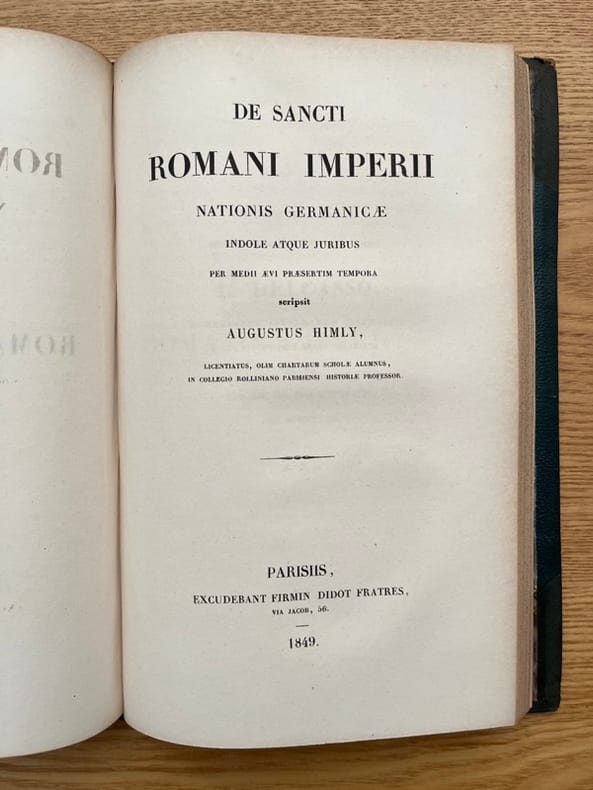 DE SANCTI
ROMANI IMPERII
NATIONIS GERMANICÆ
INDOLE ATQUE JURIBUS
PER MEDII ÆVI PRÆSERTIM TEMPORA
scripsit
AUGUSTUS HIMLY,
LICENTIATUS, OLIM CHARTARUM SCHOLÆ ALUMNUS,
IN COLLEGIO ROLLINIANO PARISIENSI HISTORIÆ PROFESSOR.
PARISIIS,
EXCUDEBANT FIRMIN DIDOT FRATRES,
VIA JACOB, 56.
1849.